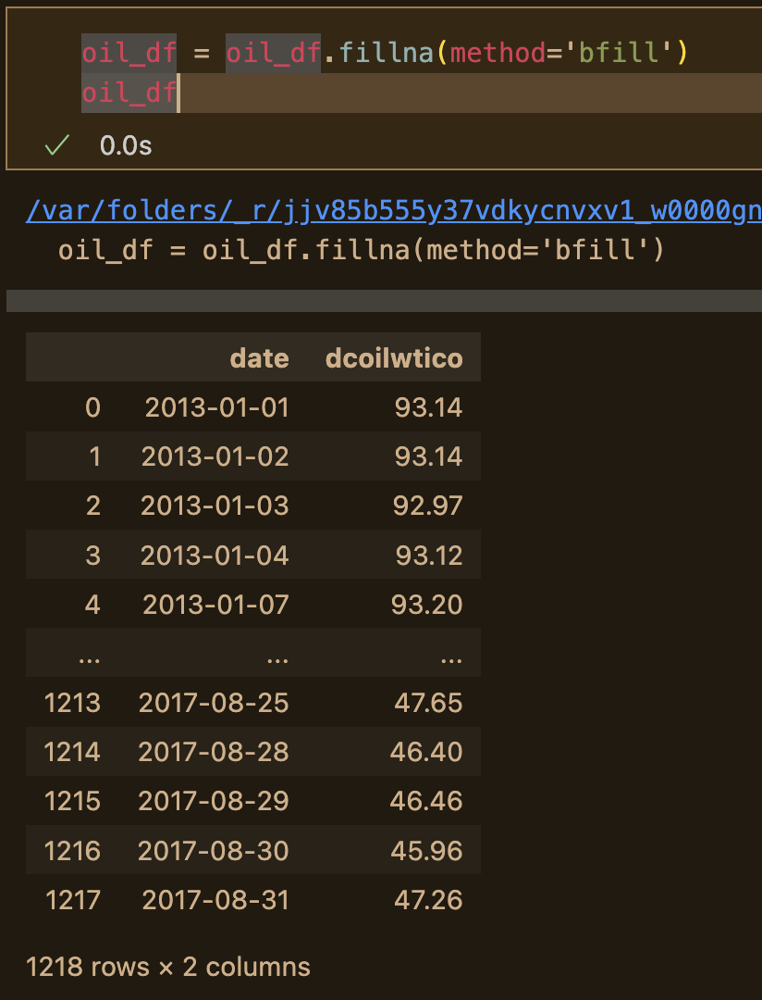 oil_df = oil_df.fillna(method='bfill')
oil_df
0.0s
/var/folders/_r/jjv85b555y37vdkycnvxv1_w0000gn
oil_df = oil_df.fillna(method='bfill')
date dcoilwtico
0 2013-01-01 93.14
1 2013-01-02 93.14
2 2013-01-03 92.97
3 2013-01-04 93.12
4 2013-01-07 93.20
... ... ...
1213 2017-08-25 47.65
1214 2017-08-28 46.40
1215 2017-08-29 46.46
1216 2017-08-30 45.96
1217 2017-08-31 47.26
1218 rows × 2 columns